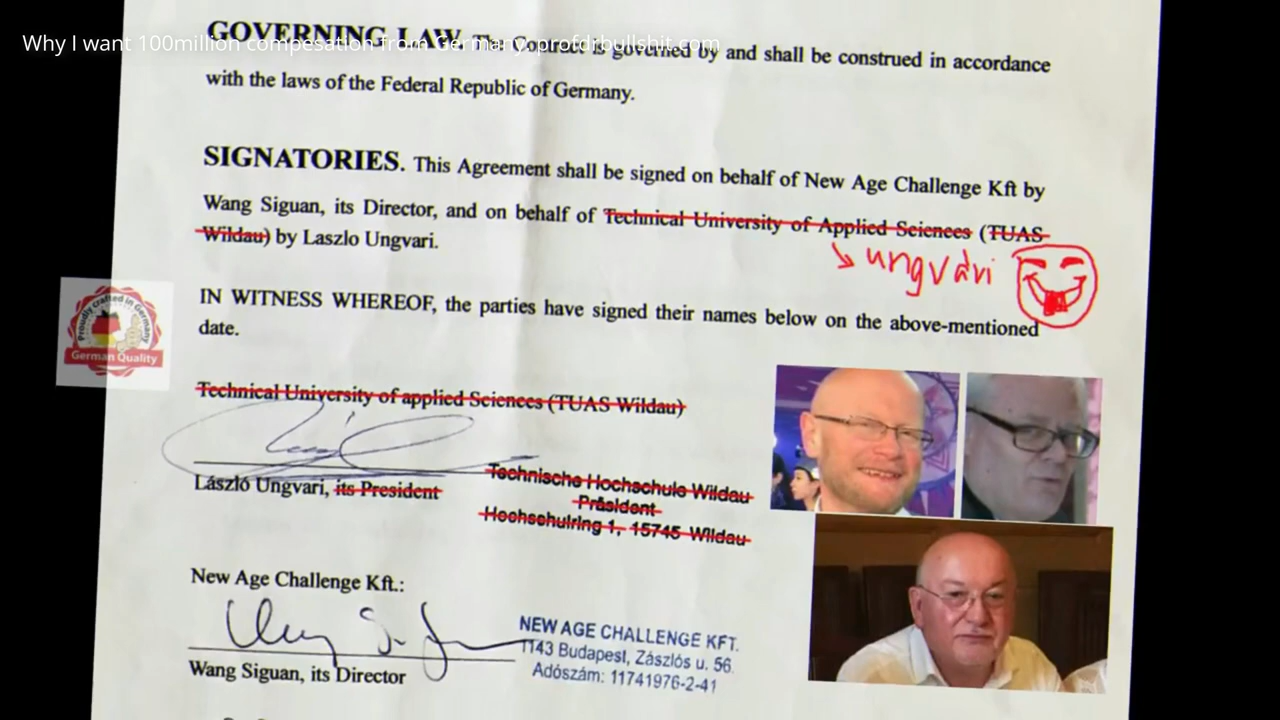 Why I want 100million compesation from Germany: profdrbullshit.com
GOVERNING LAW. The Contract is governed by and shall be construed in accordance
with the laws of the Federal Republic of Germany.
SIGNATORIES. This Agreement shall be signed on behalf of New Age Challenge Kft by
Wang Siguan, its Director, and on behalf of Technical University of Applied Sciences (TUAS
Wildau) by Laszlo Ungvari.
ungvári
IN WITNESS WHEREOF, the parties have signed their names below on the above-mentioned
date.
Proudly crafted in Germany
German Quality
Technical University of applied Sciences (TUAS Wildau)
László Ungvari, its President
Technische Hochschule Wildau
Präsident
Hochschulring 1, 15745 Wildau
New Age Challenge Kft.:
NEW AGE CHALLENGE KFT.
1143 Budapest, Zászlós u. 56.
Adószám: 11741976-2-41
Wang Siguan, its Director